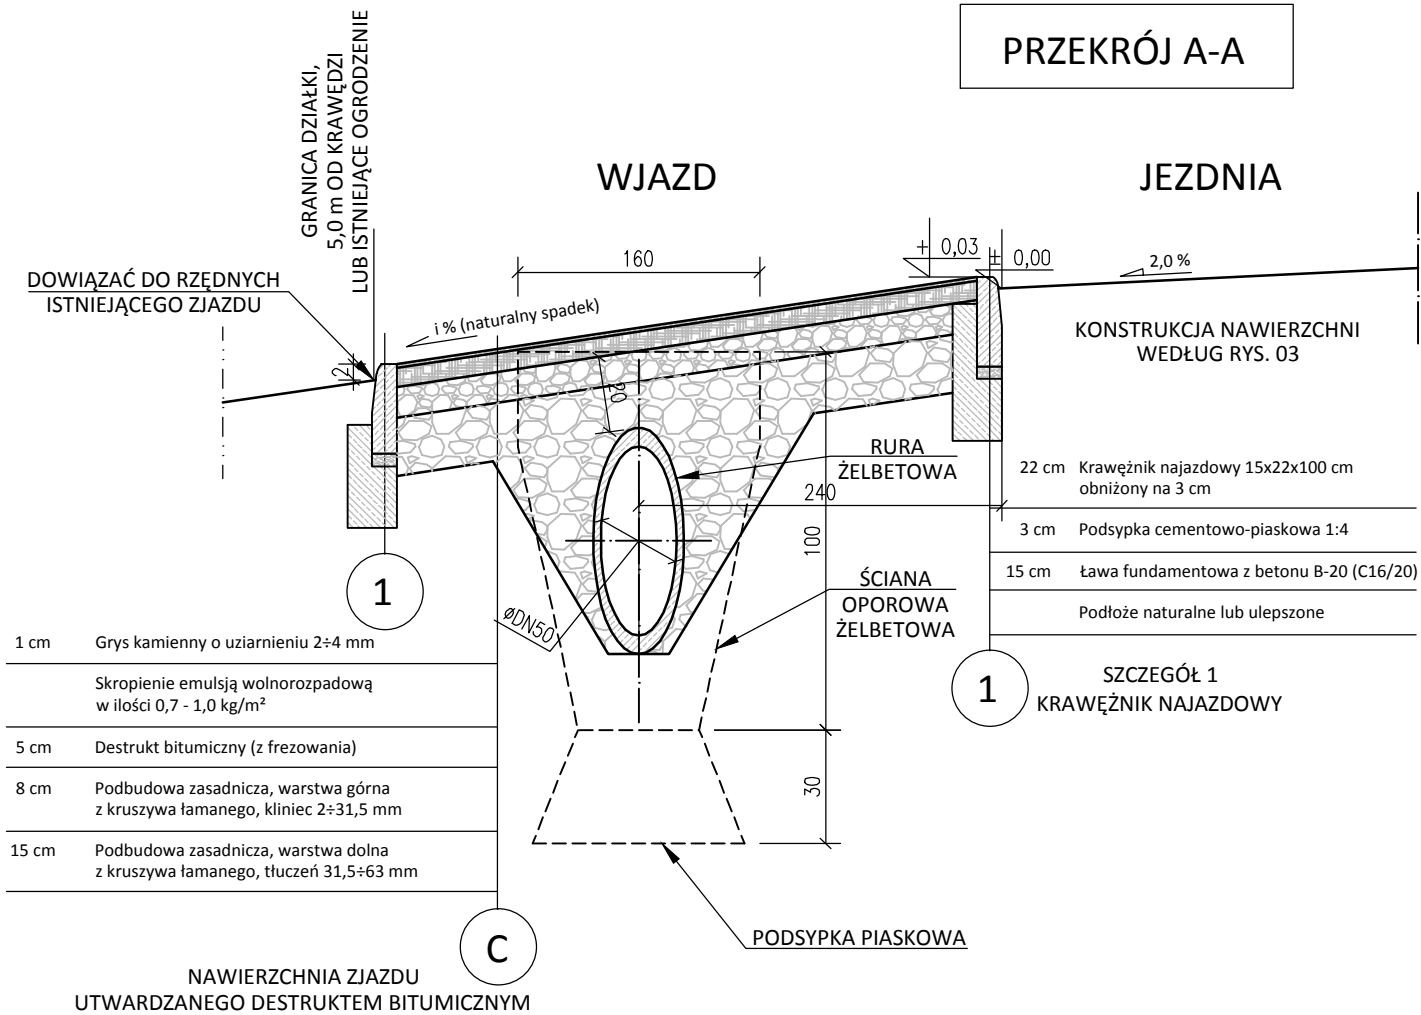 PRZEKRÓJ A-A
GRANICA DZIAŁKI,
5,0 m OD KRAWĘDZI
LUB ISTNIEJĄCE OGRODZENIE
WJAZD
JEZDNIA
DOWIĄZAĆ DO RZĘDNYCH
ISTNIEJĄCEGO ZJAZDU
160
+ 0,03
± 0,00
2,0 %
i % (naturalny spadek)
KONSTRUKCJA NAWIERZCHNI
WEDŁUG RYS. 03
2
20
RURA
ŻELBETOWA
240
100
22 cm Krawężnik najazdowy 15x22x100 cm
obniżony na 3 cm
3 cm Podsypka cementowo-piaskowa 1:4
15 cm Ława fundamentowa z betonu B-20 (C16/20)
Podłoże naturalne lub ulepszone
ŚCIANA
OPOROWA
ŻELBETOWA
øDN50
1
1
SZCZEGÓŁ 1
KRAWĘŻNIK NAJAZDOWY
1 cm Grys kamienny o uziarnieniu 2÷4 mm
Skropienie emulsją wolnorozpadową
w ilości 0,7 - 1,0 kg/m²
5 cm Destrukt bitumiczny (z frezowania)
8 cm Podbudowa zasadnicza, warstwa górna
z kruszywa łamanego, kliniec 2÷31,5 mm
15 cm Podbudowa zasadnicza, warstwa dolna
z kruszywa łamanego, tłuczeń 31,5÷63 mm
30
C
PODSYPKA PIASKOWA
NAWIERZCHNIA ZJAZDU
UTWARDZANEGO DESTRUKTEM BITUMICZNYM